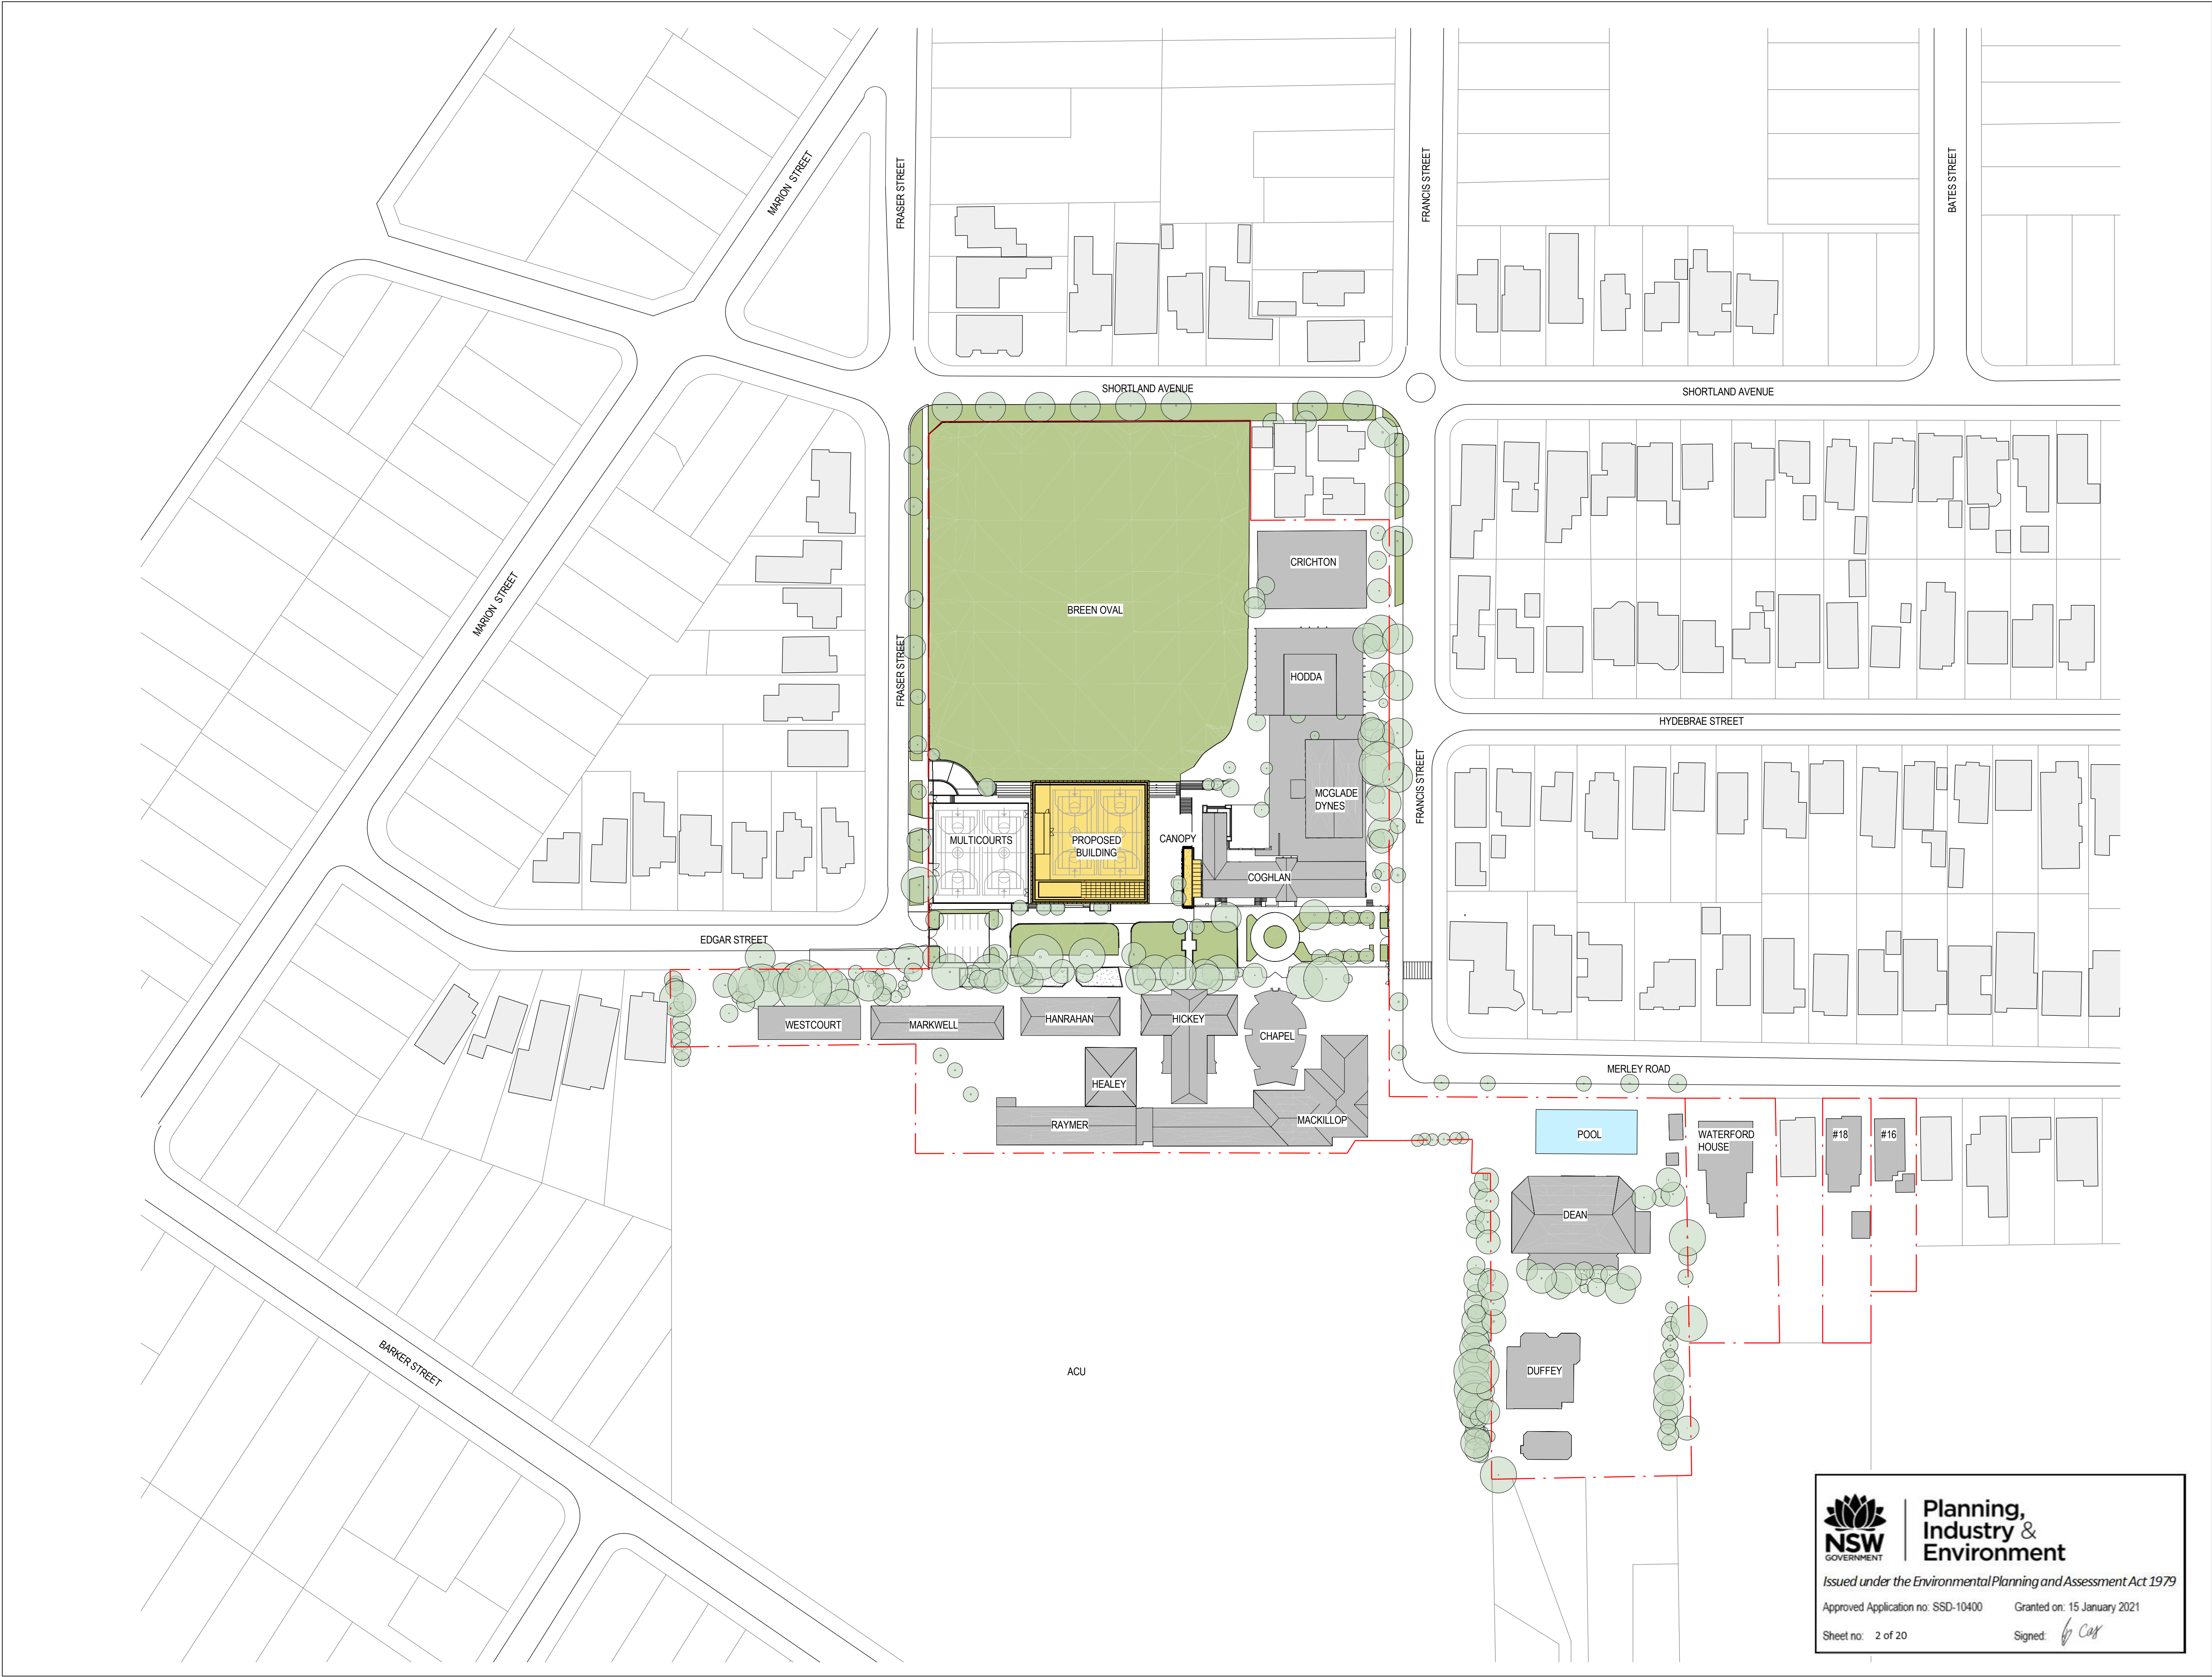 MARION STREET
FRASER STREET
FRANCIS STREET
BATES STREET
SHORTLAND AVENUE
SHORTLAND AVENUE
CRICHTON
MARION STREET
BREEN OVAL
FRASER STREET
HODDA
HYDEBRAE STREET
FRANCIS STREET
MCGLADE
DYNES
MULTICOURTS
PROPOSED
BUILDING
CANOPY
COGHLAN
EDGAR STREET
WESTCOURT
MARKWELL
HANRAHAN
HICKEY
CHAPEL
MERLEY ROAD
HEALEY
RAYMER
MACKILLOP
POOL
WATERFORD
HOUSE
#18
#16
DEAN
BARKER STREET
ACU
DUFFEY
NSW
GOVERNMENT
Planning,
Industry &
Environment
Issued under the Environmental Planning and Assessment Act 1979
Approved Application no: SSD-10400 Granted on: 15 January 2021
Sheet no: 2 of 20 Signed: